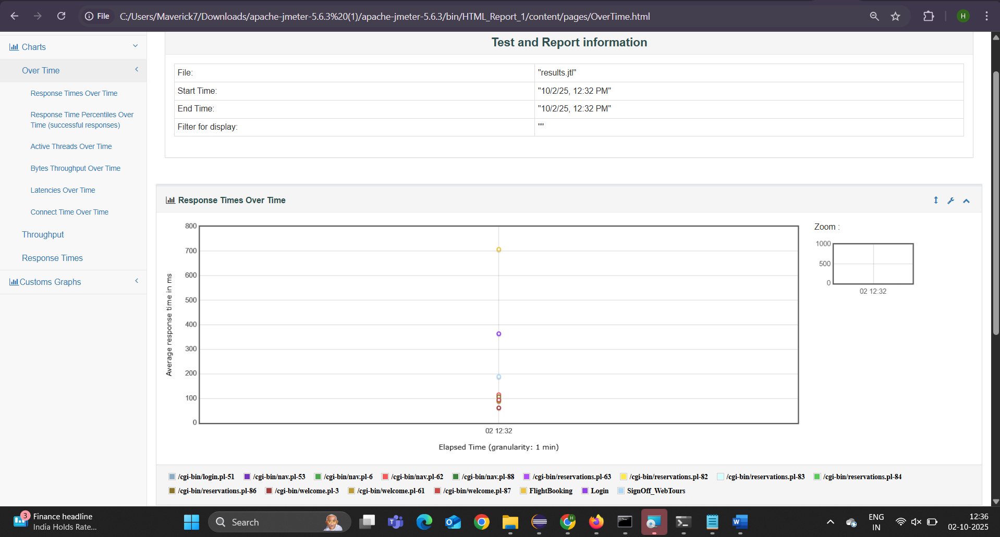 File
C:/Users/Maverick7/Downloads/apache-jmeter-5.6.3%20(1)/apache-jmeter-5.6.3/bin/HTML_Report_1/content/pages/OverTime.html
H
Charts
Over Time
Response Times Over Time
Response Time Percentiles Over
Time (successful responses)
Active Threads Over Time
Bytes Throughput Over Time
Latencies Over Time
Connect Time Over Time
Throughput
Response Times
Customs Graphs
Test and Report information
File: "results.jtl"
Start Time: "10/2/25, 12:32 PM"
End Time: "10/2/25, 12:32 PM"
Filter for display: ""
Response Times Over Time
Average response time in ms
800
700
600
500
400
300
200
100
0
02 12:32
Elapsed Time (granularity: 1 min)
Zoom :
1000
500
0
02 12:32
/cgi-bin/login.pl-51 /cgi-bin/nav.pl-53 /cgi-bin/nav.pl-6 /cgi-bin/nav.pl-62 /cgi-bin/nav.pl-88 /cgi-bin/reservations.pl-63 /cgi-bin/reservations.pl-82 /cgi-bin/reservations.pl-83 /cgi-bin/reservations.pl-84
/cgi-bin/reservations.pl-86 /cgi-bin/welcome.pl-3 /cgi-bin/welcome.pl-61 /cgi-bin/welcome.pl-87 FlightBooking Login SignOff_WebTours
3
Finance headline
India Holds Rate...
Search
H
ENG
IN
12:36
02-10-2025